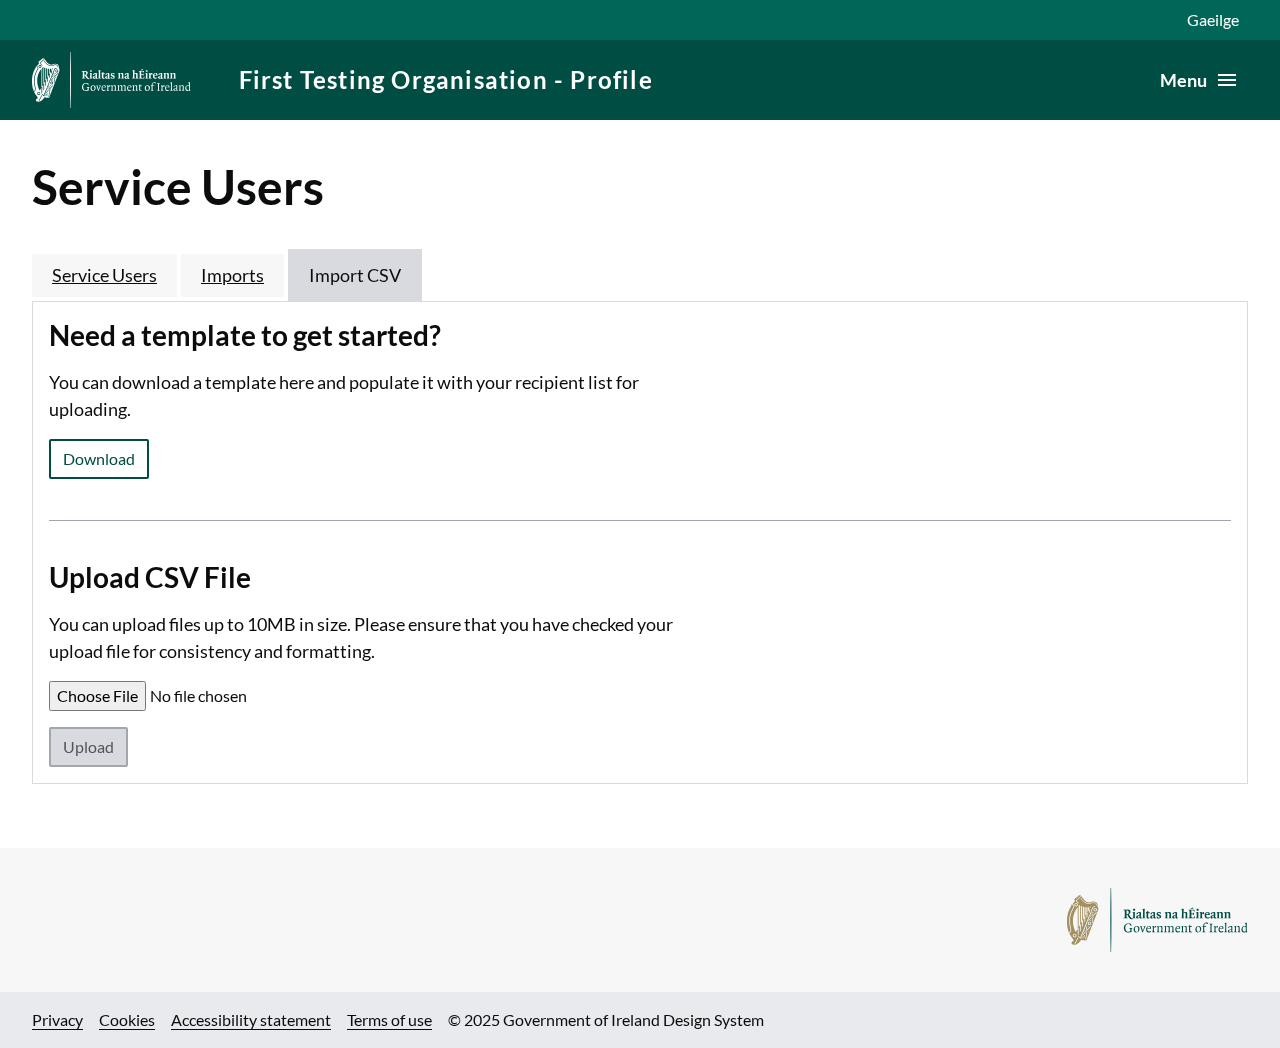 Gaeilge
Rialtas na hÉireann
Government of Ireland
First Testing Organisation - Profile
Menu
Service Users
Service Users
Imports
Import CSV
Need a template to get started?
You can download a template here and populate it with your recipient list for
uploading.
Download
Upload CSV File
You can upload files up to 10MB in size. Please ensure that you have checked your
upload file for consistency and formatting.
Choose File No file chosen
Upload
Rialtas na hÉireann
Government of Ireland
Privacy Cookies Accessibility statement Terms of use © 2025 Government of Ireland Design System